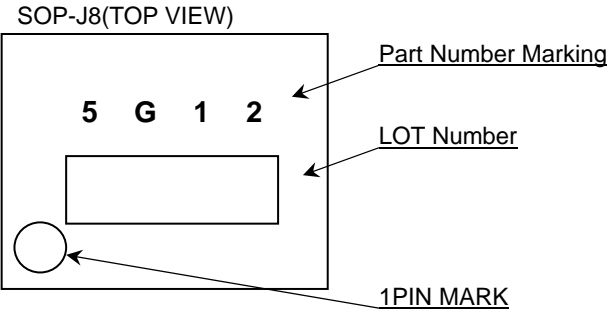 SOP-J8(TOP VIEW)
Part Number Marking
5 G 1 2
LOT Number
1PIN MARK